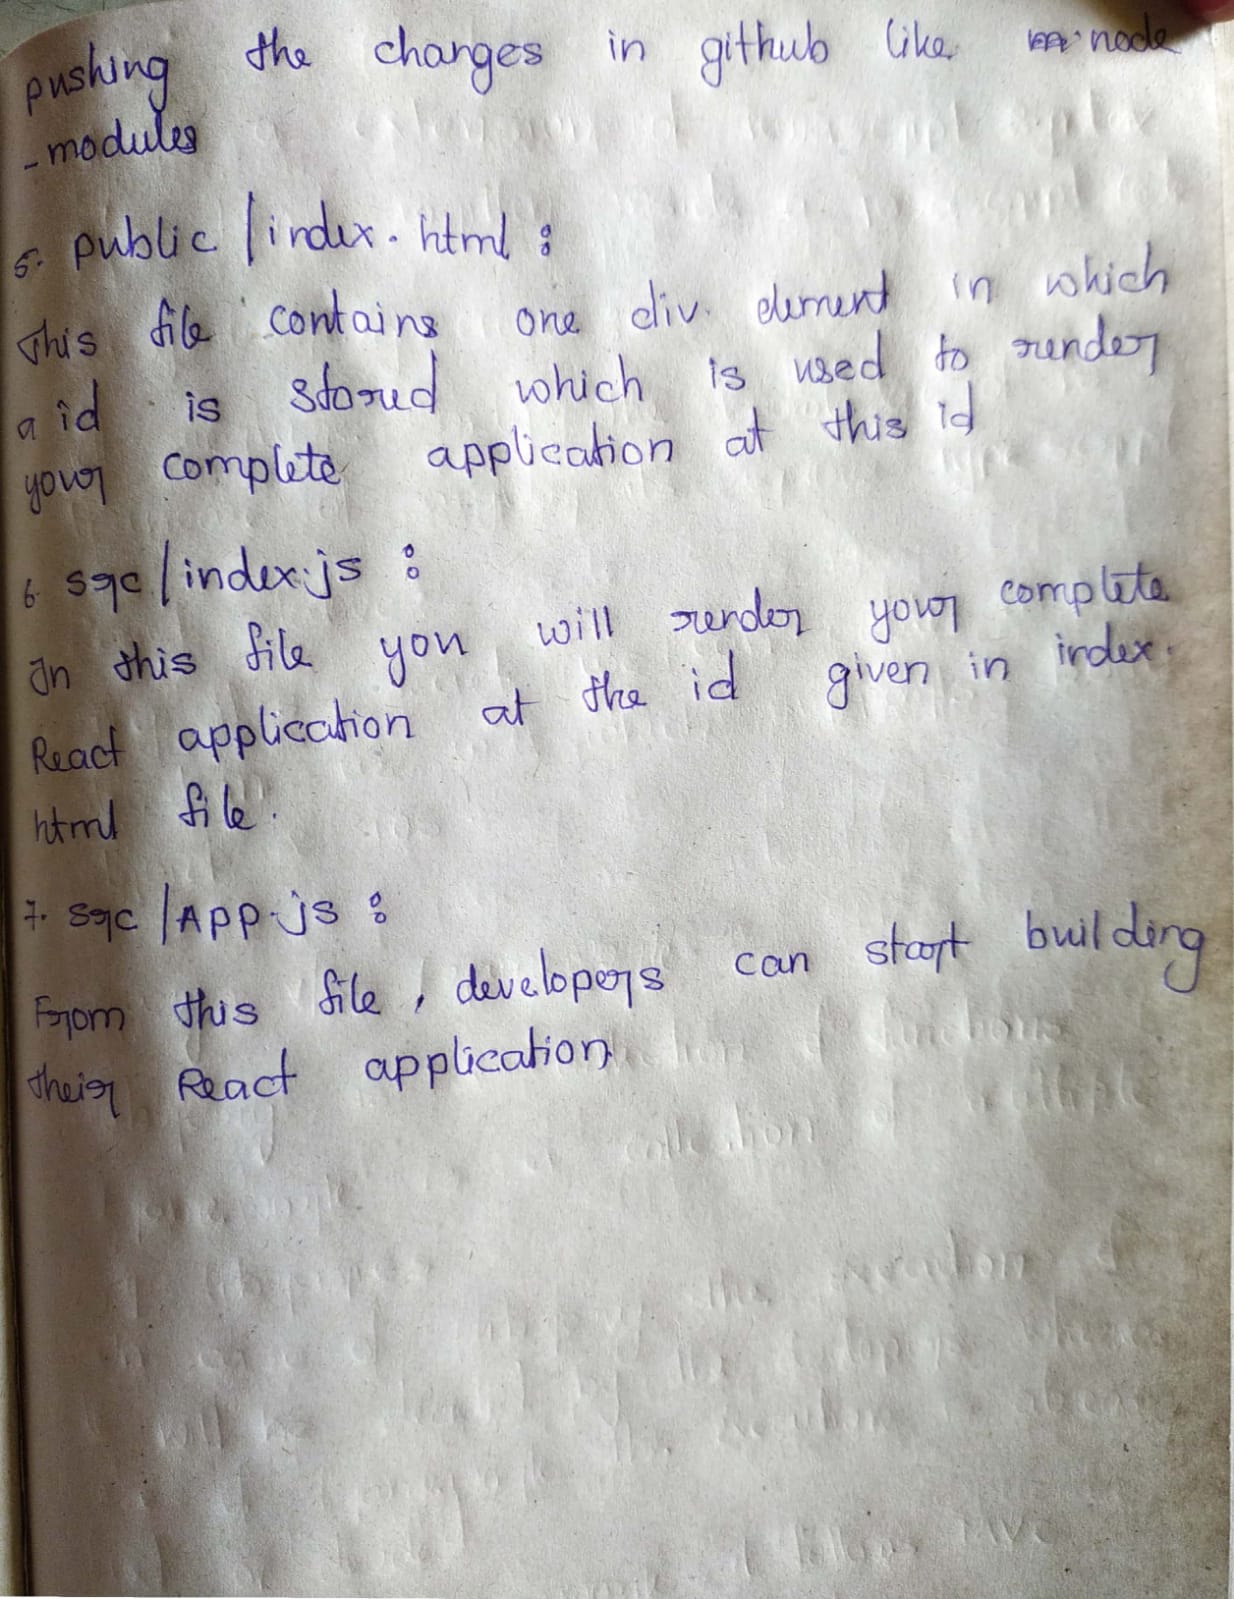 pushing the changes in github like node
_modules
5. public/index.html :
This file contains one div. element in which
a id is stored which is used to render
your complete application at this id
6. src/index.js :
In this file you will render your complete
React application at the id given in index.
html file.
7. src/App.js :
From this file, developers can start building
their React application